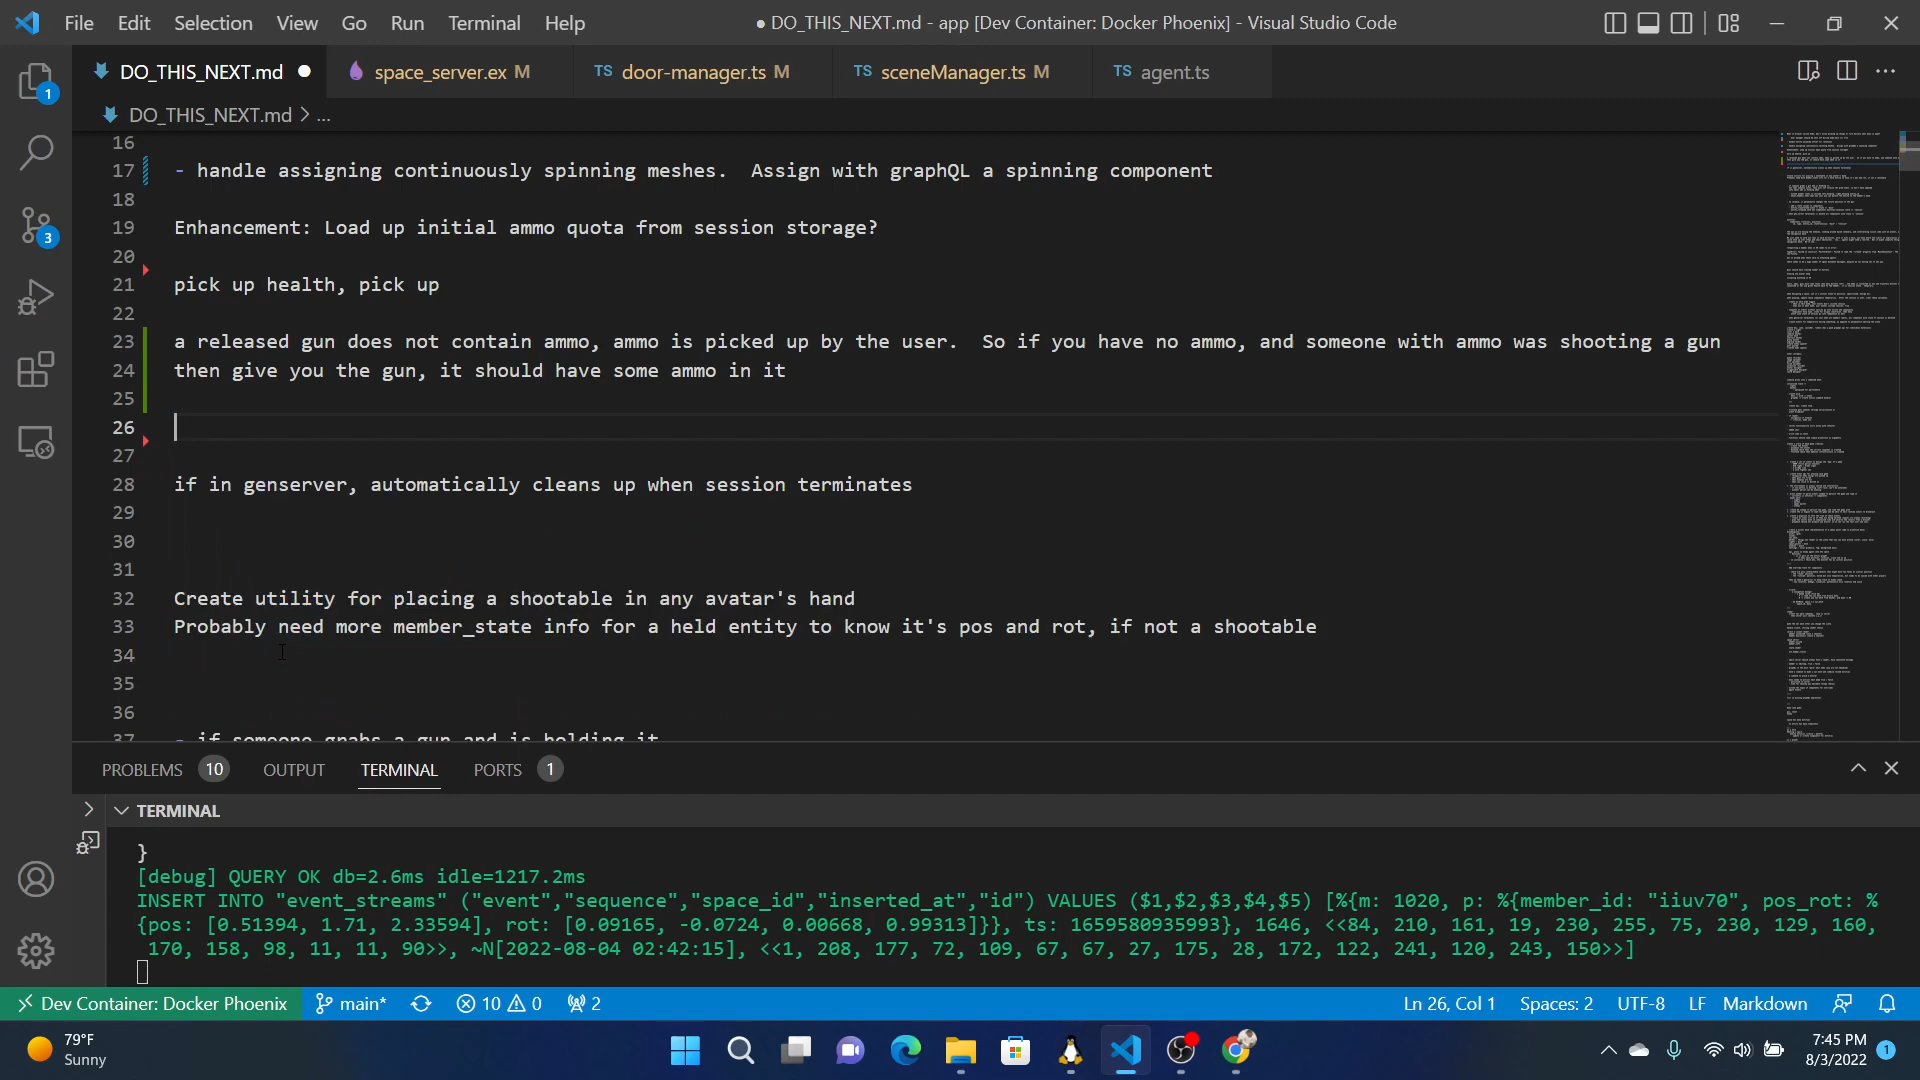 File Edit Selection View Go Run Terminal Help
● DO_THIS_NEXT.md - app [Dev Container: Docker Phoenix] - Visual Studio Code
DO_THIS_NEXT.md ●
space_server.ex M
TS door-manager.ts M
TS sceneManager.ts M
TS agent.ts
DO_THIS_NEXT.md > ...
1
3
16
17 - handle assigning continuously spinning meshes.  Assign with graphQL a spinning component
18
19 Enhancement: Load up initial ammo quota from session storage?
20
21 pick up health, pick up
22
23 a released gun does not contain ammo, ammo is picked up by the user.  So if you have no ammo, and someone with ammo was shooting a gun
24 then give you the gun, it should have some ammo in it
25
26
27
28 if in genserver, automatically cleans up when session terminates
29
30
31
32 Create utility for placing a shootable in any avatar's hand
33 Probably need more member_state info for a held entity to know it's pos and rot, if not a shootable
34
35
36
37 - if someone grabs a gun and is holding it
PROBLEMS 10 OUTPUT TERMINAL PORTS 1
TERMINAL
}
[debug] QUERY OK db=2.6ms idle=1217.2ms
INSERT INTO "event_streams" ("event","sequence","space_id","inserted_at","id") VALUES ($1,$2,$3,$4,$5) [%{m: 1020, p: %{member_id: "iiuv70", pos_rot: %
{pos: [0.51394, 1.71, 2.33594], rot: [0.09165, -0.0724, 0.00668, 0.99313]}}, ts: 1659580935993}, 1646, <<84, 210, 161, 19, 230, 255, 75, 230, 129, 160,
170, 158, 98, 11, 11, 90>>, ~N[2022-08-04 02:42:15], <<1, 208, 177, 72, 109, 67, 67, 27, 175, 28, 172, 122, 241, 120, 243, 150>>]
Dev Container: Docker Phoenix main* 10 0 2
Ln 26, Col 1 Spaces: 2 UTF-8 LF Markdown
79°F
Sunny
7:45 PM
8/3/2022
1